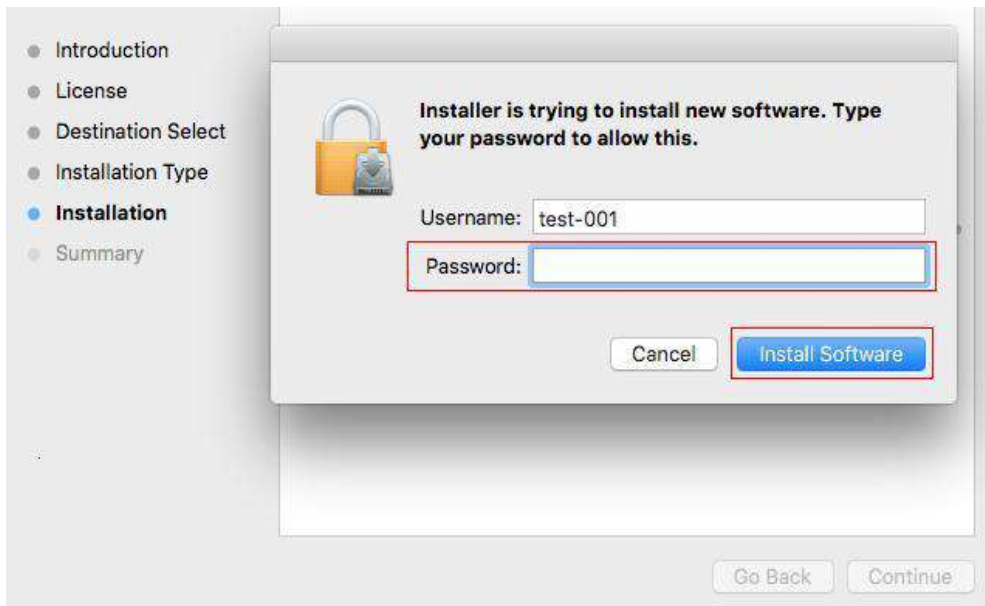 Introduction
License
Destination Select
Installation Type
Installation
Summary
Installer is trying to install new software. Type
your password to allow this.
Username: test-001
Password:
Cancel
Install Software
Go Back
Continue